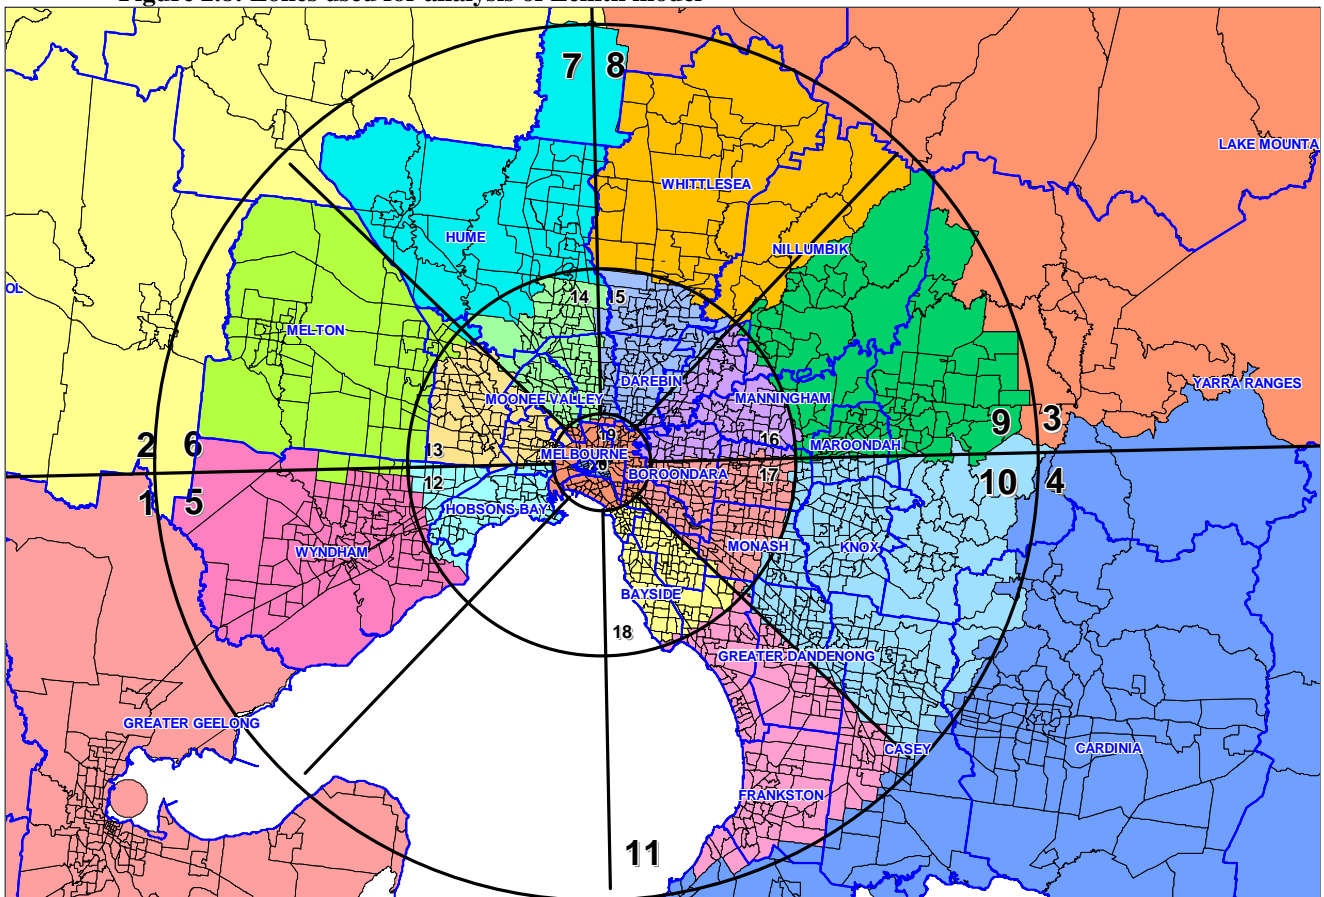 7 8
LAKE MOUNTA
WHITTLESEA
HUME
NILLUMBIK
OL
14 15
MELTON
DAREBIN
YARRA RANGES
MOONEE VALLEY
MANNINGHAM
9 3
19
2 6
13
16
MAROONDAH
MELBOURNE
BOROONDARA
17
12
10 4
1 5
HOBSONS BAY
WYNDHAM
MONASH
KNOX
BAYSIDE
18
GREATER DANDENONG
GREATER GEELONG
CASEY
CARDINIA
FRANKSTON
11